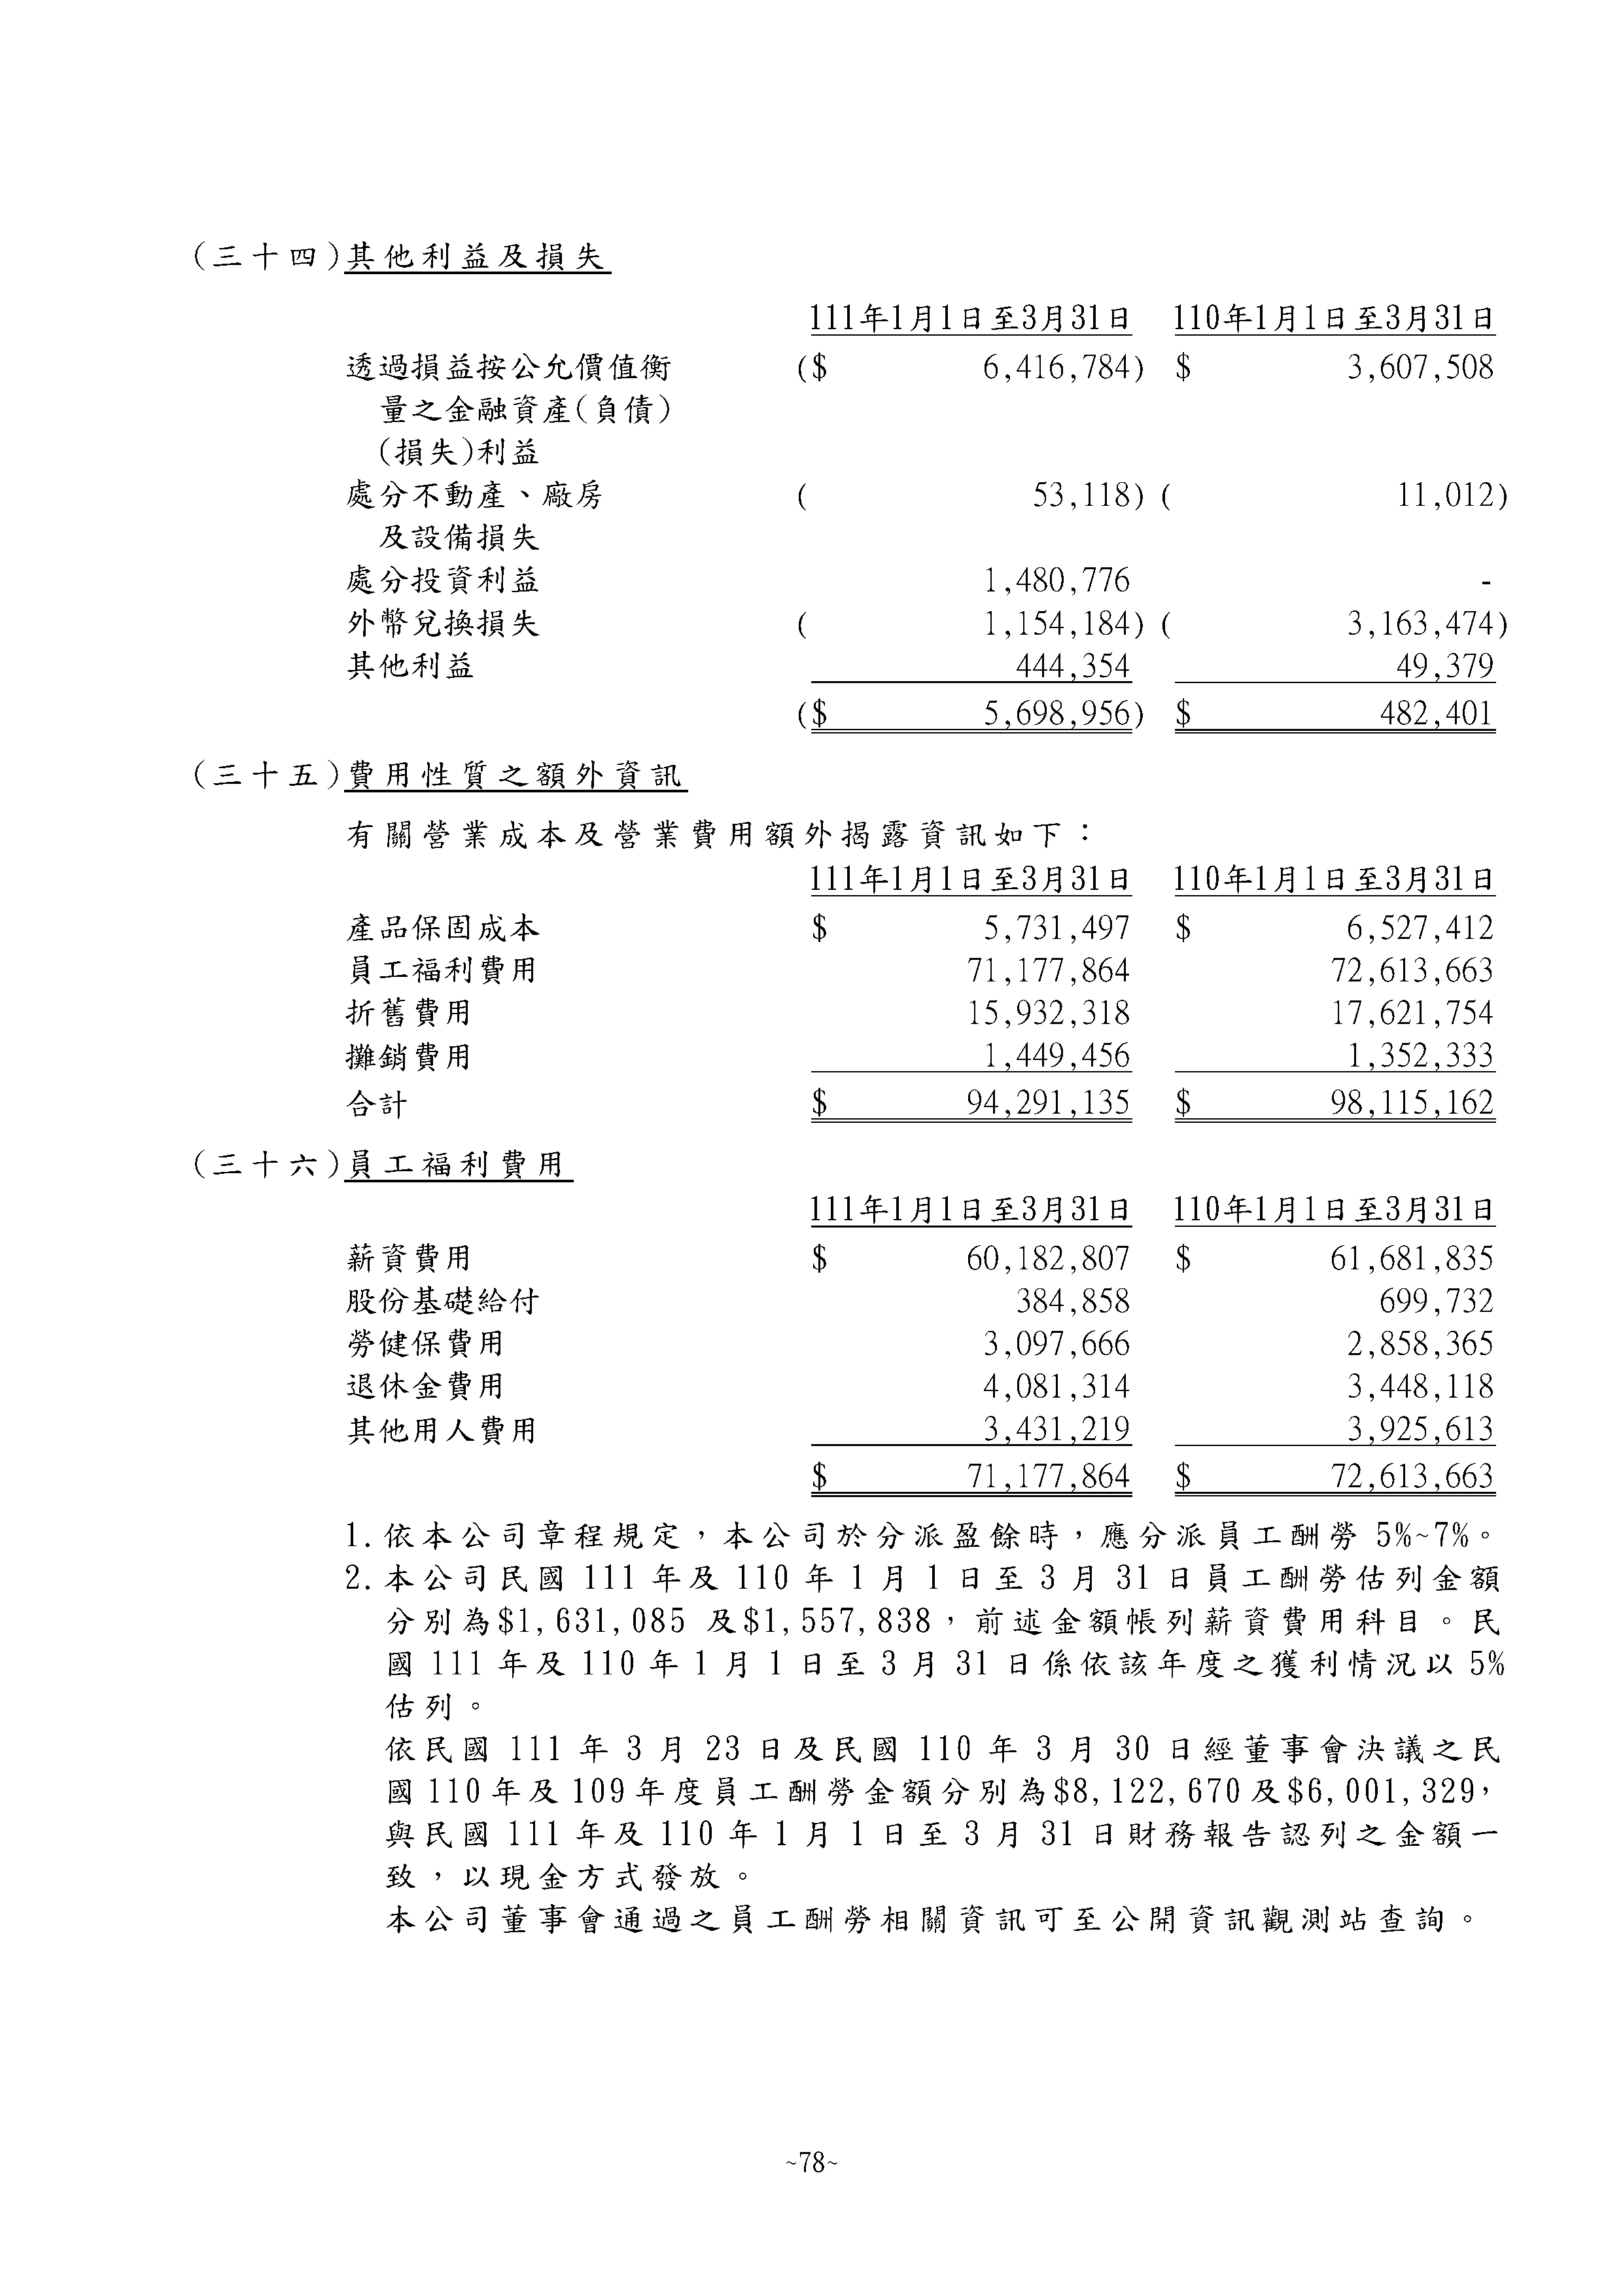 (三十四)其他利益及損失
111年1月1日至3月31日 110年1月1日至3月31日
透過損益按公允價值衡 ($ 6,416,784) $ 3,607,508
量之金融資產(負債)
(損失)利益
處分不動產、廠房 ( 53,118) ( 11,012)
及設備損失
處分投資利益 1,480,776 -
外幣兌換損失 ( 1,154,184) ( 3,163,474)
其他利益 444,354 49,379
($ 5,698,956) $ 482,401
(三十五)費用性質之額外資訊
有關營業成本及營業費用額外揭露資訊如下：
111年1月1日至3月31日 110年1月1日至3月31日
產品保固成本 $ 5,731,497 $ 6,527,412
員工福利費用 71,177,864 72,613,663
折舊費用 15,932,318 17,621,754
攤銷費用 1,449,456 1,352,333
合計 $ 94,291,135 $ 98,115,162
(三十六)員工福利費用
111年1月1日至3月31日 110年1月1日至3月31日
薪資費用 $ 60,182,807 $ 61,681,835
股份基礎給付 384,858 699,732
勞健保費用 3,097,666 2,858,365
退休金費用 4,081,314 3,448,118
其他用人費用 3,431,219 3,925,613
$ 71,177,864 $ 72,613,663
1.依本公司章程規定，本公司於分派盈餘時，應分派員工酬勞 5%~7%。
2.本公司民國 111 年及 110 年 1 月 1 日至 3 月 31 日員工酬勞估列金額
分別為$1,631,085 及$1,557,838，前述金額帳列薪資費用科目。民
國 111 年及 110 年 1 月 1 日至 3 月 31 日係依該年度之獲利情況以 5%
估列。
依民國 111 年 3 月 23 日及民國 110 年 3 月 30 日經董事會決議之民
國 110 年及 109 年度員工酬勞金額分別為$8,122,670 及$6,001,329，
與民國 111 年及 110 年 1 月 1 日至 3 月 31 日財務報告認列之金額一
致，以現金方式發放。
本公司董事會通過之員工酬勞相關資訊可至公開資訊觀測站查詢。
~78~